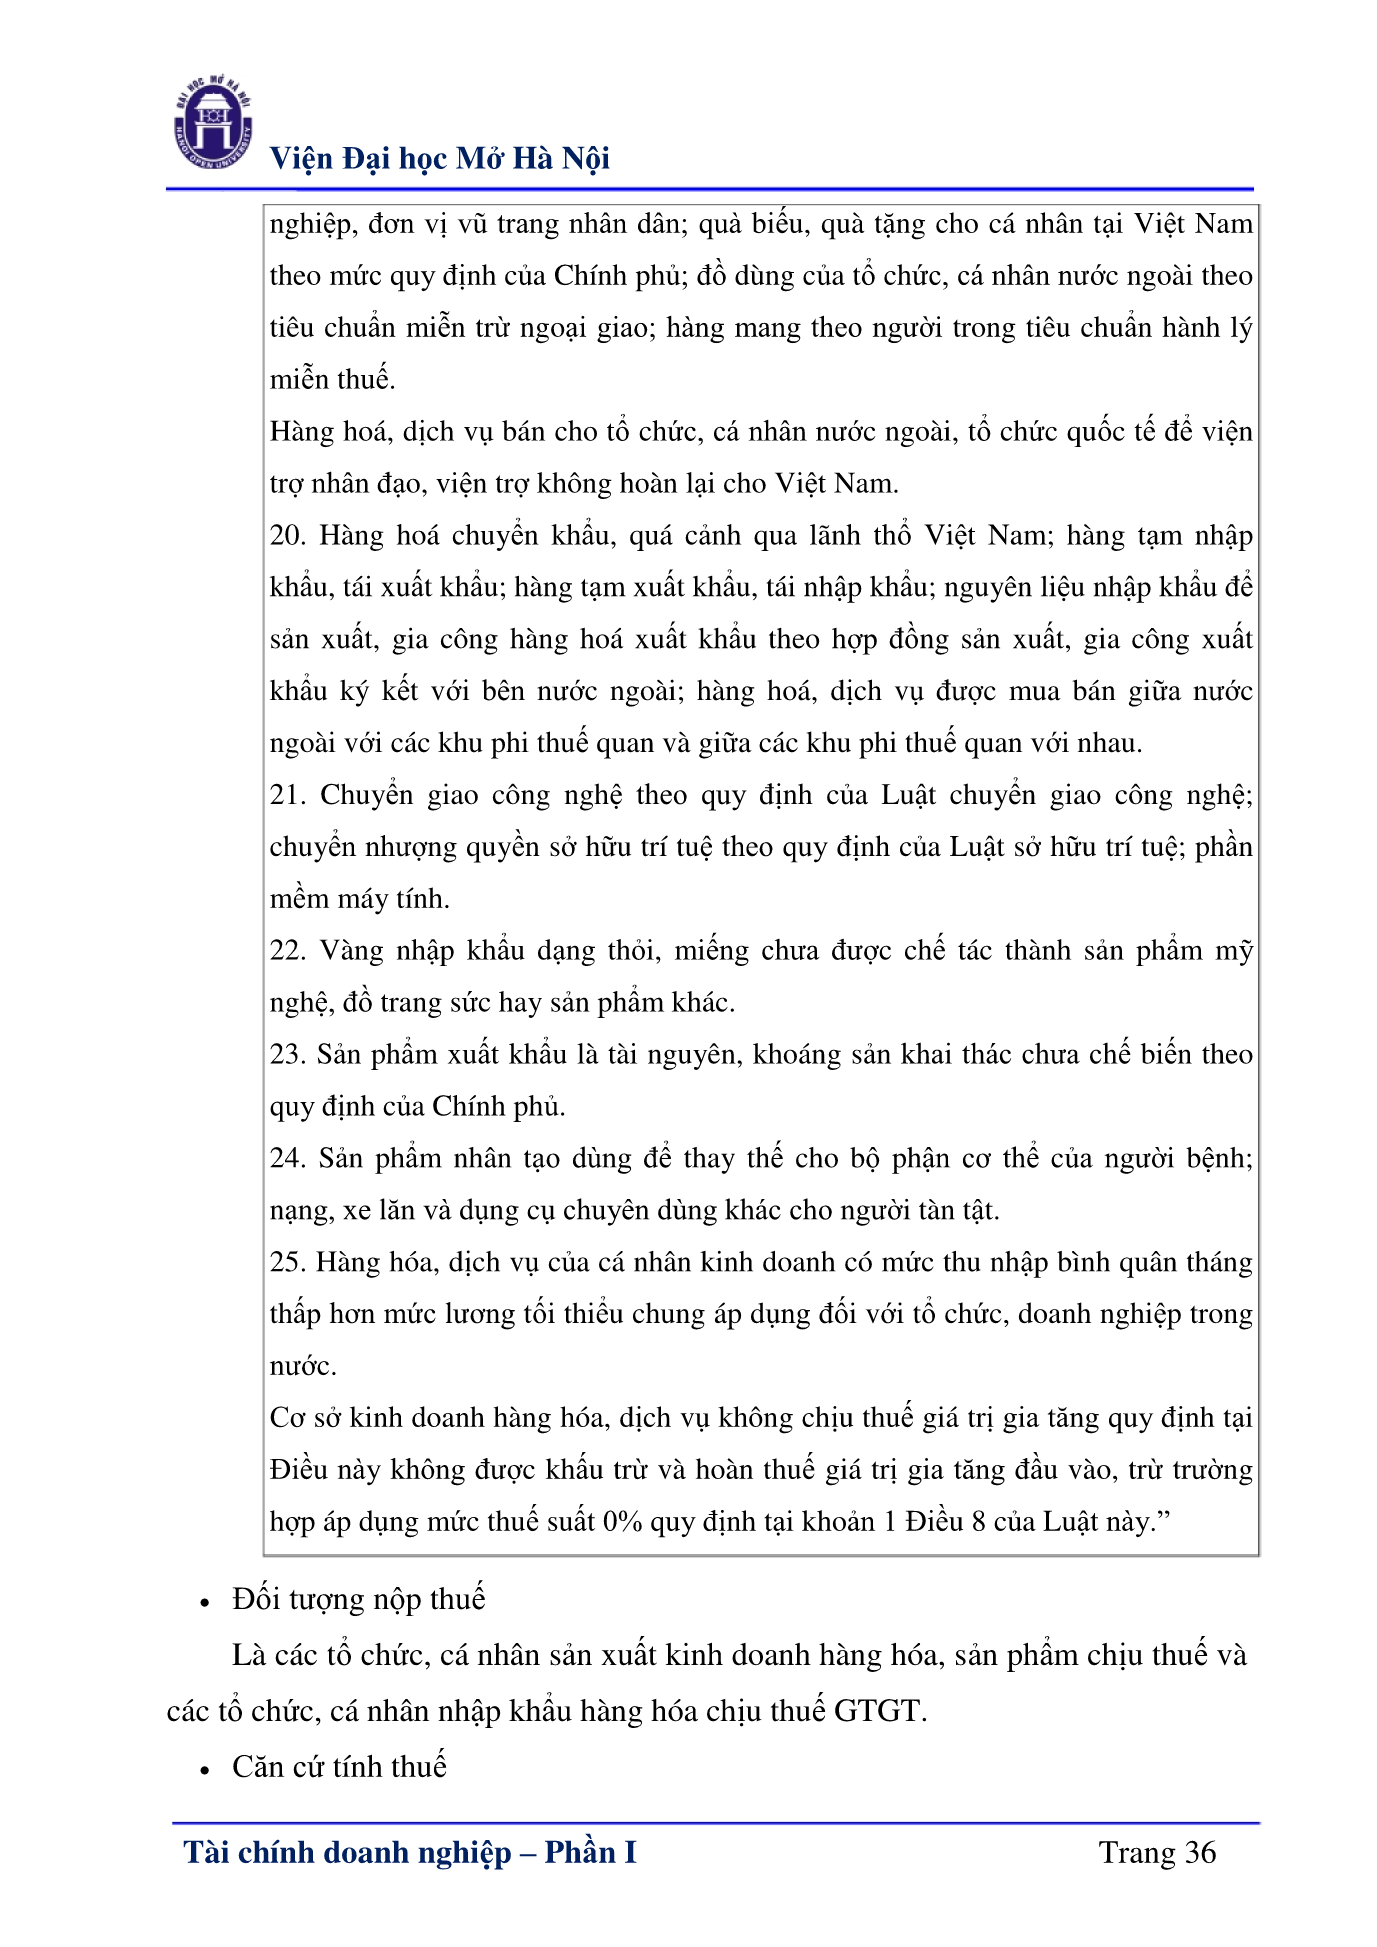 ĐẠI HỌC MỞ HÀ NỘI
HANOI OPEN UNIVERSITY
Viện Đại học Mở Hà Nội
nghiệp, đơn vị vũ trang nhân dân; quà biếu, quà tặng cho cá nhân tại Việt Nam
theo mức quy định của Chính phủ; đồ dùng của tổ chức, cá nhân nước ngoài theo
tiêu chuẩn miễn trừ ngoại giao; hàng mang theo người trong tiêu chuẩn hành lý
miễn thuế.
Hàng hoá, dịch vụ bán cho tổ chức, cá nhân nước ngoài, tổ chức quốc tế để viện
trợ nhân đạo, viện trợ không hoàn lại cho Việt Nam.
20. Hàng hoá chuyển khẩu, quá cảnh qua lãnh thổ Việt Nam; hàng tạm nhập
khẩu, tái xuất khẩu; hàng tạm xuất khẩu, tái nhập khẩu; nguyên liệu nhập khẩu để
sản xuất, gia công hàng hoá xuất khẩu theo hợp đồng sản xuất, gia công xuất
khẩu ký kết với bên nước ngoài; hàng hoá, dịch vụ được mua bán giữa nước
ngoài với các khu phi thuế quan và giữa các khu phi thuế quan với nhau.
21. Chuyển giao công nghệ theo quy định của Luật chuyển giao công nghệ;
chuyển nhượng quyền sở hữu trí tuệ theo quy định của Luật sở hữu trí tuệ; phần
mềm máy tính.
22. Vàng nhập khẩu dạng thỏi, miếng chưa được chế tác thành sản phẩm mỹ
nghệ, đồ trang sức hay sản phẩm khác.
23. Sản phẩm xuất khẩu là tài nguyên, khoáng sản khai thác chưa chế biến theo
quy định của Chính phủ.
24. Sản phẩm nhân tạo dùng để thay thế cho bộ phận cơ thể của người bệnh;
nạng, xe lăn và dụng cụ chuyên dùng khác cho người tàn tật.
25. Hàng hóa, dịch vụ của cá nhân kinh doanh có mức thu nhập bình quân tháng
thấp hơn mức lương tối thiểu chung áp dụng đối với tổ chức, doanh nghiệp trong
nước.
Cơ sở kinh doanh hàng hóa, dịch vụ không chịu thuế giá trị gia tăng quy định tại
Điều này không được khấu trừ và hoàn thuế giá trị gia tăng đầu vào, trừ trường
hợp áp dụng mức thuế suất 0% quy định tại khoản 1 Điều 8 của Luật này.”
• Đối tượng nộp thuế
Là các tổ chức, cá nhân sản xuất kinh doanh hàng hóa, sản phẩm chịu thuế và
các tổ chức, cá nhân nhập khẩu hàng hóa chịu thuế GTGT.
• Căn cứ tính thuế
Tài chính doanh nghiệp – Phần I Trang 36